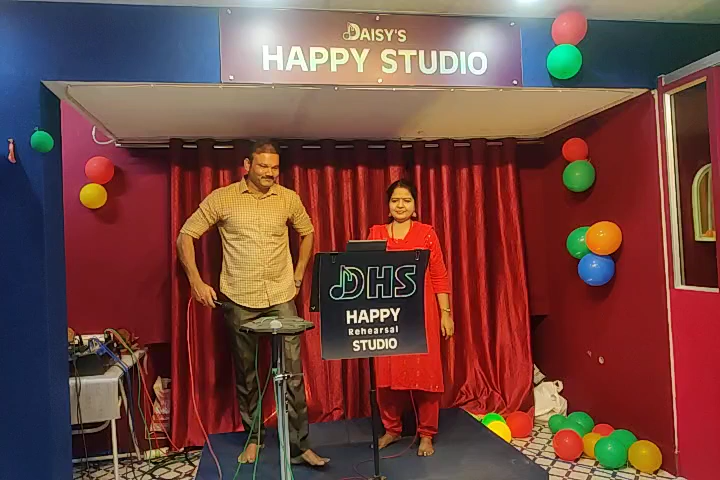 DAISY'S
HAPPY STUDIO
DHS
HAPPY
Rehearsal
STUDIO